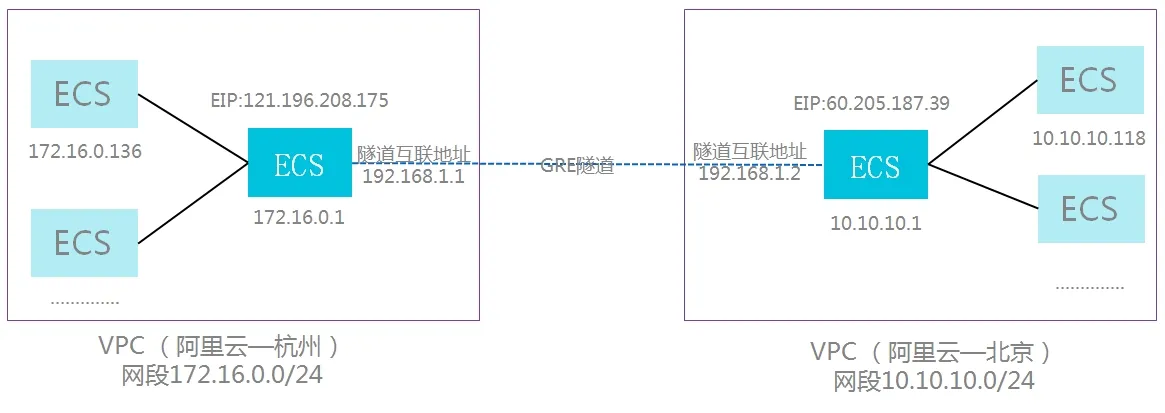 ECS
172.16.0.136
ECS
..............
EIP:121.196.208.175
ECS
172.16.0.1
隧道互联地址
192.168.1.1
GRE隧道
隧道互联地址
192.168.1.2
EIP:60.205.187.39
ECS
10.10.10.1
ECS
10.10.10.118
ECS
..............
VPC（阿里云—杭州）
网段172.16.0.0/24
VPC（阿里云—北京）
网段10.10.10.0/24